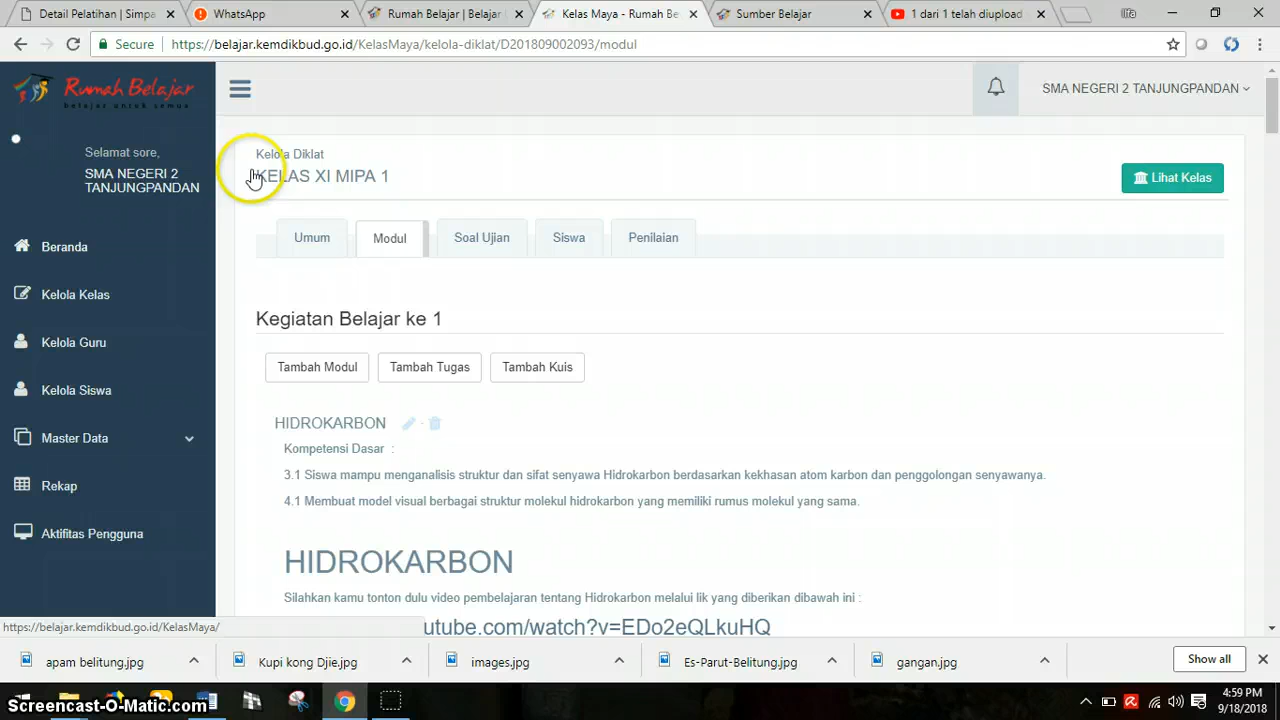 Detail Pelatihan | Simpa
WhatsApp
Rumah Belajar | Belajar
Kelas Maya - Rumah Be
Sumber Belajar
1 dari 1 telah diupload
Secure
https://belajar.kemdikbud.go.id/KelasMaya/kelola-diklat/D201809002093/modul
Rumah Belajar
belajar untuk semua
SMA NEGERI 2 TANJUNGPANDAN
Selamat sore,
SMA NEGERI 2
TANJUNGPANDAN
Beranda
Kelola Kelas
Kelola Guru
Kelola Siswa
Master Data
Rekap
Aktifitas Pengguna
Kelola Diklat
KELAS XI MIPA 1
Lihat Kelas
Umum
Modul
Soal Ujian
Siswa
Penilaian
Kegiatan Belajar ke 1
Tambah Modul
Tambah Tugas
Tambah Kuis
HIDROKARBON
Kompetensi Dasar :
3.1 Siswa mampu menganalisis struktur dan sifat senyawa Hidrokarbon berdasarkan kekhasan atom karbon dan penggolongan senyawanya.
4.1 Membuat model visual berbagai struktur molekul hidrokarbon yang memiliki rumus molekul yang sama.
HIDROKARBON
Silahkan kamu tonton dulu video pembelajaran tentang Hidrokarbon melalui lik yang diberikan dibawah ini :
utube.com/watch?v=EDo2eQLkuHQ
https://belajar.kemdikbud.go.id/KelasMaya/
apam belitung.jpg
Kupi kong Djie.jpg
images.jpg
Es-Parut-Belitung.jpg
gangan.jpg
Show all
Screencast-O-Matic.com
4:59 PM
9/18/2018